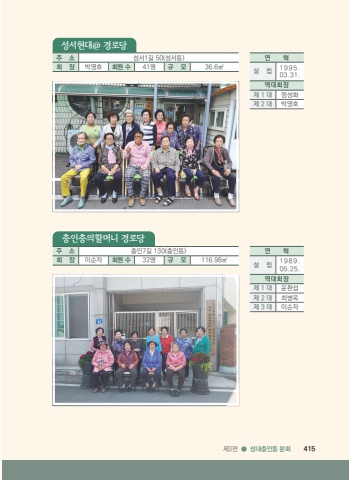 성서현대@ 경로당
주 소 성서1길 50(성서동)
회 장 박명호 회원수 41명 규 모 36.6㎡
연 혁
설 립 1995. 03.31.
역대회장
제1대 정성화
제2대 박명호
충인충의할머니 경로당
주 소 충인7길 130(충인동)
회 장 이순자 회원수 32명 규 모 116.98㎡
연 혁
설 립 1989. 05.25.
역대회장
제1대 윤환섭
제2대 최병옥
제3대 이순자
제3편 ● 성내충인동 문화 415